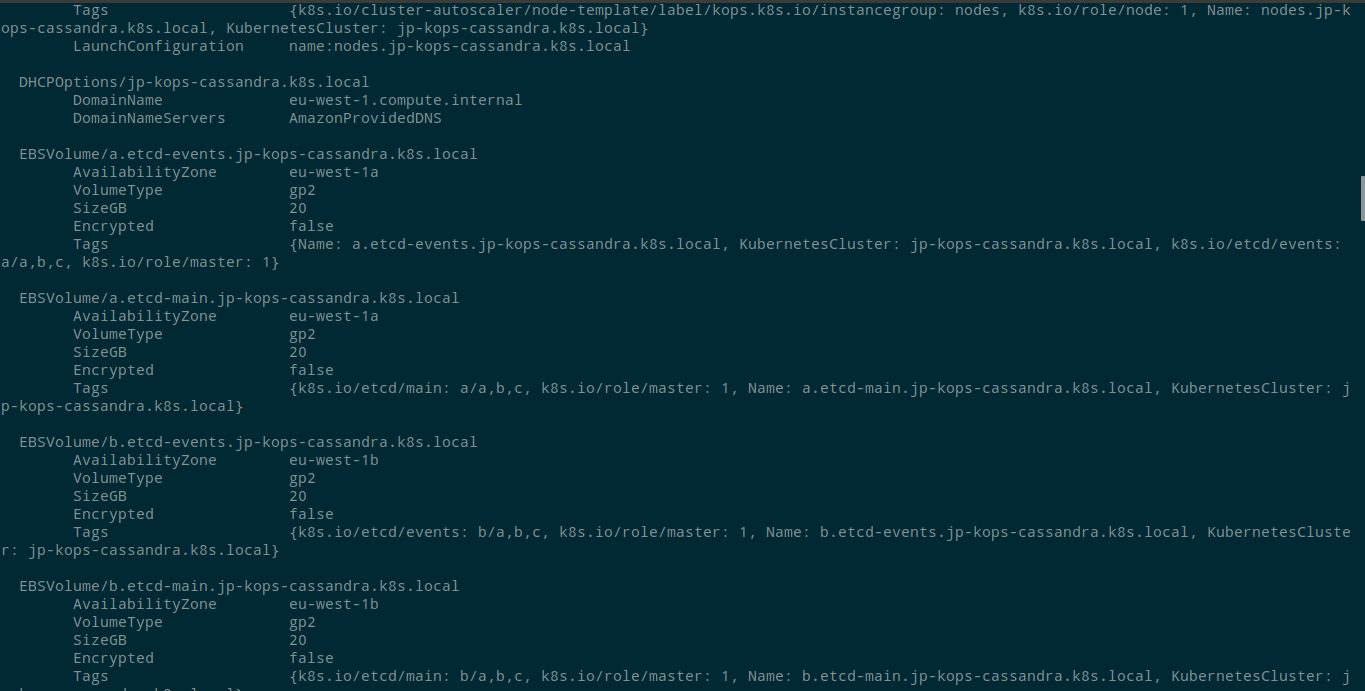 Tags {k8s.io/cluster-autoscaler/node-template/label/kops.k8s.io/instancegroup: nodes, k8s.io/role/node: 1, Name: nodes.jp-k
ops-cassandra.k8s.local, KubernetesCluster: jp-kops-cassandra.k8s.local}
LaunchConfiguration name:nodes.jp-kops-cassandra.k8s.local
DHCPOptions/jp-kops-cassandra.k8s.local
DomainName eu-west-1.compute.internal
DomainNameServers AmazonProvidedDNS
EBSVolume/a.etcd-events.jp-kops-cassandra.k8s.local
AvailabilityZone eu-west-1a
VolumeType gp2
SizeGB 20
Encrypted false
Tags {Name: a.etcd-events.jp-kops-cassandra.k8s.local, KubernetesCluster: jp-kops-cassandra.k8s.local, k8s.io/etcd/events:
a/a,b,c, k8s.io/role/master: 1}
EBSVolume/a.etcd-main.jp-kops-cassandra.k8s.local
AvailabilityZone eu-west-1a
VolumeType gp2
SizeGB 20
Encrypted false
Tags {k8s.io/etcd/main: a/a,b,c, k8s.io/role/master: 1, Name: a.etcd-main.jp-kops-cassandra.k8s.local, KubernetesCluster: j
p-kops-cassandra.k8s.local}
EBSVolume/b.etcd-events.jp-kops-cassandra.k8s.local
AvailabilityZone eu-west-1b
VolumeType gp2
SizeGB 20
Encrypted false
Tags {k8s.io/etcd/events: b/a,b,c, k8s.io/role/master: 1, Name: b.etcd-events.jp-kops-cassandra.k8s.local, KubernetesCluste
r: jp-kops-cassandra.k8s.local}
EBSVolume/b.etcd-main.jp-kops-cassandra.k8s.local
AvailabilityZone eu-west-1b
VolumeType gp2
SizeGB 20
Encrypted false
Tags {k8s.io/etcd/main: b/a,b,c, k8s.io/role/master: 1, Name: b.etcd-main.jp-kops-cassandra.k8s.local, KubernetesCluster: j